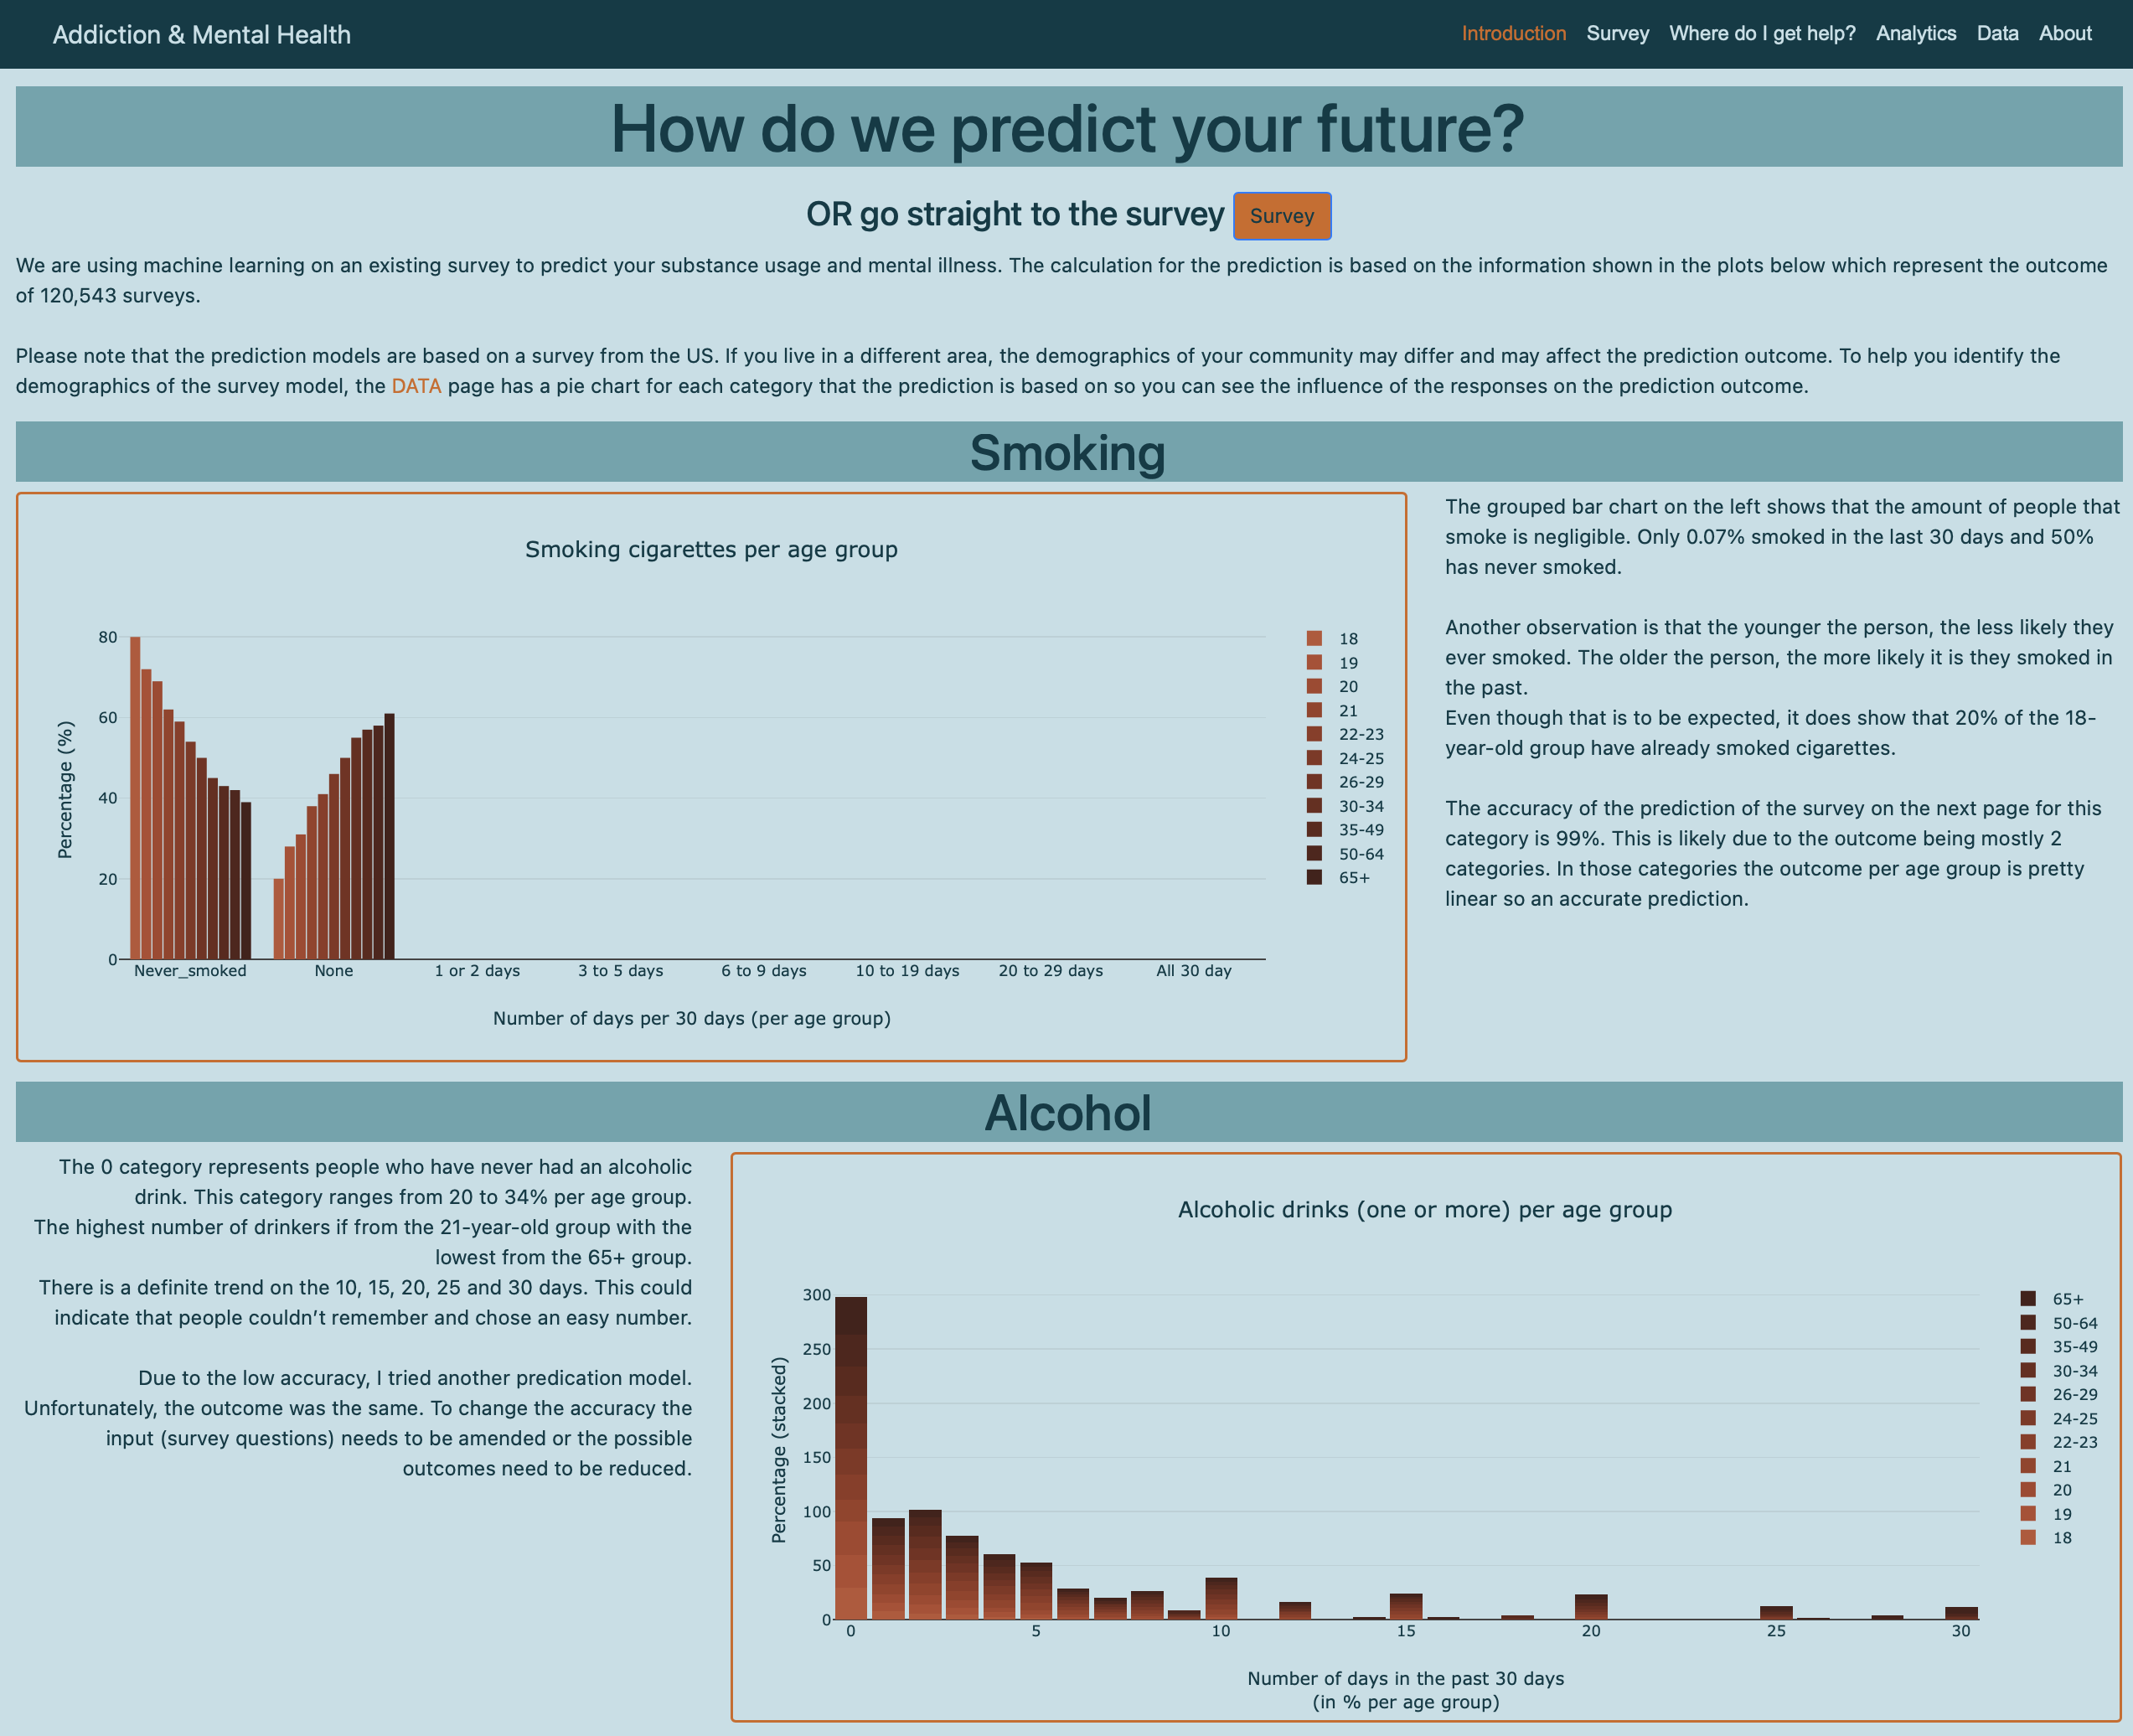 Addiction & Mental Health
Introduction Survey Where do I get help? Analytics Data About
How do we predict your future?
OR go straight to the survey Survey
We are using machine learning on an existing survey to predict your substance usage and mental illness. The calculation for the prediction is based on the information shown in the plots below which represent the outcome
of 120,543 surveys.
Please note that the prediction models are based on a survey from the US. If you live in a different area, the demographics of your community may differ and may affect the prediction outcome. To help you identify the
demographics of the survey model, the DATA page has a pie chart for each category that the prediction is based on so you can see the influence of the responses on the prediction outcome.
Smoking
Smoking cigarettes per age group
80
60
40
20
0
Percentage (%)
Never_smoked None 1 or 2 days 3 to 5 days 6 to 9 days 10 to 19 days 20 to 29 days All 30 day
Number of days per 30 days (per age group)
18
19
20
21
22-23
24-25
26-29
30-34
35-49
50-64
65+
The grouped bar chart on the left shows that the amount of people that
smoke is negligible. Only 0.07% smoked in the last 30 days and 50%
has never smoked.
Another observation is that the younger the person, the less likely they
ever smoked. The older the person, the more likely it is they smoked in
the past.
Even though that is to be expected, it does show that 20% of the 18-
year-old group have already smoked cigarettes.
The accuracy of the prediction of the survey on the next page for this
category is 99%. This is likely due to the outcome being mostly 2
categories. In those categories the outcome per age group is pretty
linear so an accurate prediction.
Alcohol
The 0 category represents people who have never had an alcoholic
drink. This category ranges from 20 to 34% per age group.
The highest number of drinkers if from the 21-year-old group with the
lowest from the 65+ group.
There is a definite trend on the 10, 15, 20, 25 and 30 days. This could
indicate that people couldn’t remember and chose an easy number.
Due to the low accuracy, I tried another predication model.
Unfortunately, the outcome was the same. To change the accuracy the
input (survey questions) needs to be amended or the possible
outcomes need to be reduced.
Alcoholic drinks (one or more) per age group
300
250
200
150
100
50
0
Percentage (stacked)
0 5 10 15 20 25 30
Number of days in the past 30 days
(in % per age group)
65+
50-64
35-49
30-34
26-29
24-25
22-23
21
20
19
18